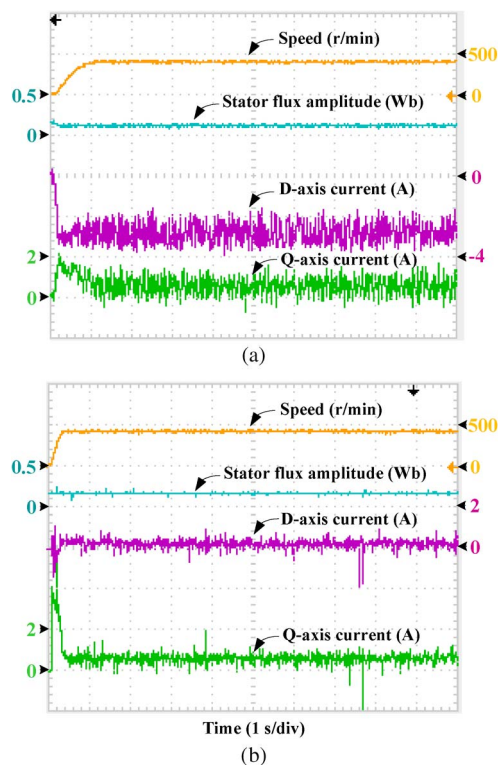 Speed (r/min)
500
0.5
0
Stator flux amplitude (Wb)
0
0
D-axis current (A)
2
Q-axis current (A)
-4
0
(a)
Speed (r/min)
500
0.5
0
Stator flux amplitude (Wb)
0
2
D-axis current (A)
0
2
Q-axis current (A)
0
Time (1 s/div)
(b)